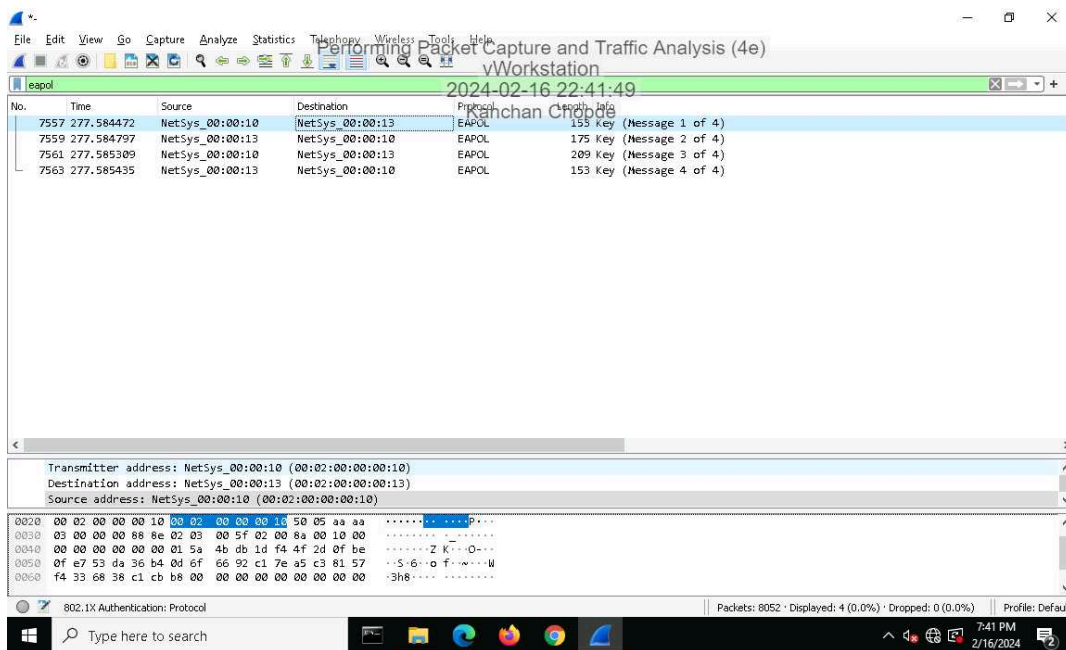 *-
File Edit View Go Capture Analyze Statistics Telephony Wireless Tools Help
Performing Packet Capture and Traffic Analysis (4e)
vWorkstation
2024-02-16 22:41:49
Kanchan Chopde
eapol
No. Time Source Destination Protocol Length Info
7557 277.584472 NetSys_00:00:10 NetSys_00:00:13 EAPOL 153 Key (Message 1 of 4)
7559 277.584797 NetSys_00:00:13 NetSys_00:00:10 EAPOL 175 Key (Message 2 of 4)
7561 277.585309 NetSys_00:00:10 NetSys_00:00:13 EAPOL 209 Key (Message 3 of 4)
7563 277.585435 NetSys_00:00:13 NetSys_00:00:10 EAPOL 153 Key (Message 4 of 4)
Transmitter address: NetSys_00:00:10 (00:02:00:00:00:10)
Destination address: NetSys_00:00:13 (00:02:00:00:00:13)
Source address: NetSys_00:00:10 (00:02:00:00:00:10)
0020 00 02 00 00 00 10 00 02 00 00 00 10 50 05 aa aa ········ ····P···
0030 03 00 00 00 88 8e 02 03 00 5f 02 00 8a 00 10 00 ········ ·_······
0040 00 00 00 00 00 00 01 5a 4b db 1d f4 4f 2d 0f be ·······Z K···O-··
0050 0f e7 53 da 36 b4 0d 6f 66 92 c1 7e a5 c3 81 57 ··S·6··o f··~···W
0060 f4 33 68 38 c1 cb b8 00 00 00 00 00 00 00 00 00 ·3h8···· ········
802.1X Authentication: Protocol
Packets: 8052 · Displayed: 4 (0.0%) · Dropped: 0 (0.0%)
Profile: Defau
Type here to search
7:41 PM
2/16/2024
2